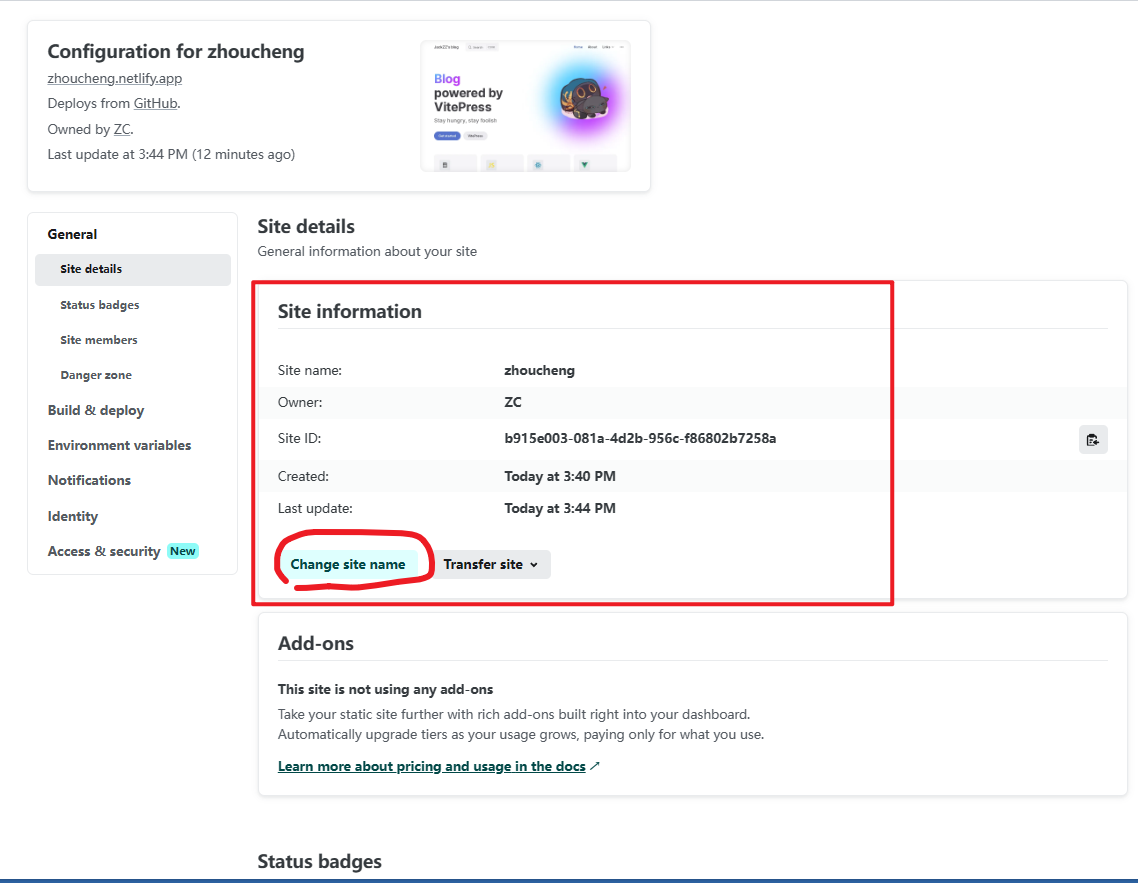 Configuration for zhoucheng
zhoucheng.netlify.app
Deploys from GitHub.
Owned by ZC.
Last update at 3:44 PM (12 minutes ago)
Blog
powered by
VitePress
Stay hungry, stay foolish
General
Site details
Status badges
Site members
Danger zone
Build & deploy
Environment variables
Notifications
Identity
Access & security New
Site details
General information about your site
Site information
Site name: zhoucheng
Owner: ZC
Site ID: b915e003-081a-4d2b-956c-f86802b7258a
Created: Today at 3:40 PM
Last update: Today at 3:44 PM
Change site name Transfer site
Add-ons
This site is not using any add-ons
Take your static site further with rich add-ons built right into your dashboard.
Automatically upgrade tiers as your usage grows, paying only for what you use.
Learn more about pricing and usage in the docs
Status badges